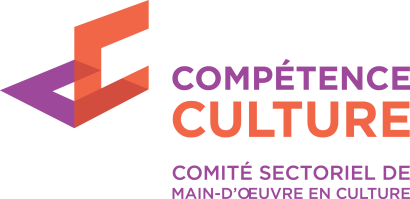 COMPÉTENCE
CULTURE
COMITÉ SECTORIEL DE
MAIN-D'ŒUVRE EN CULTURE